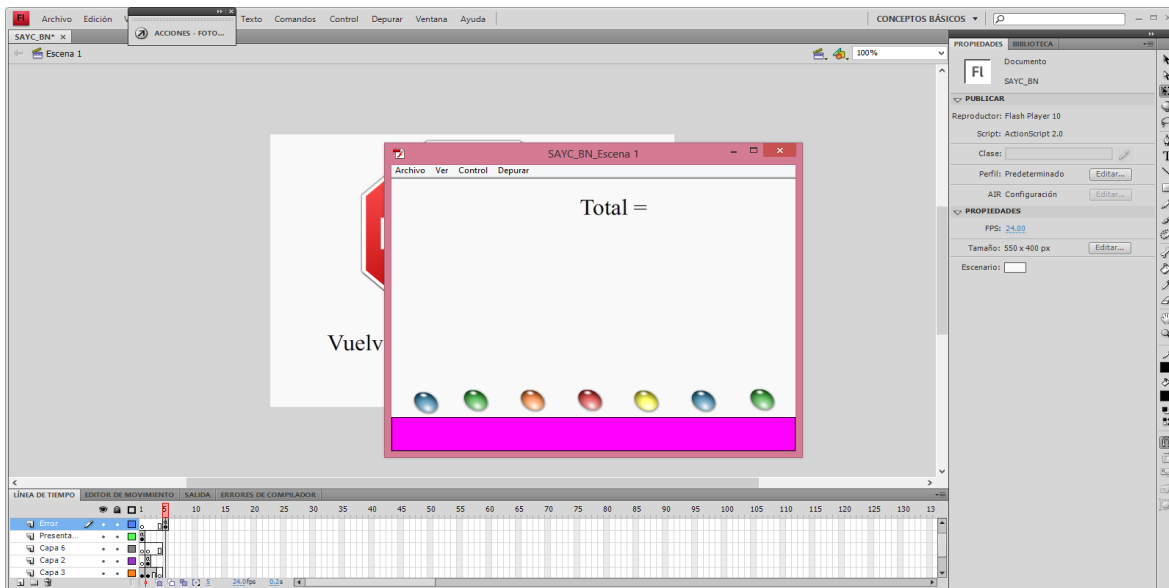 Fl Archivo Edición V Texto Comandos Control Depurar Ventana Ayuda CONCEPTOS BÁSICOS
ACCIONES - FOTO...
SAYC_BN* ×
Escena 1 100%
PROPIEDADES BIBLIOTECA
Fl Documento
SAYC_BN
PUBLICAR
Reproductor: Flash Player 10
Script: ActionScript 2.0
Clase:
Perfil: Predeterminado Editar...
AIR Configuración Editar...
PROPIEDADES
FPS: 24.00
Tamaño: 550 x 400 px Editar...
Escenario:
SAYC_BN_Escena 1
Archivo Ver Control Depurar
Total =
Vuelv
LÍNEA DE TIEMPO EDITOR DE MOVIMIENTO SALIDA ERRORES DE COMPILADOR
1 5 10 15 20 25 30 35 40 45 50 55 60 65 70 75 80 85 90 95 100 105 110 115 120 125 130 13
Error
Presenta...
Capa 6
Capa 2
Capa 3
5 24.0fps 0.2s